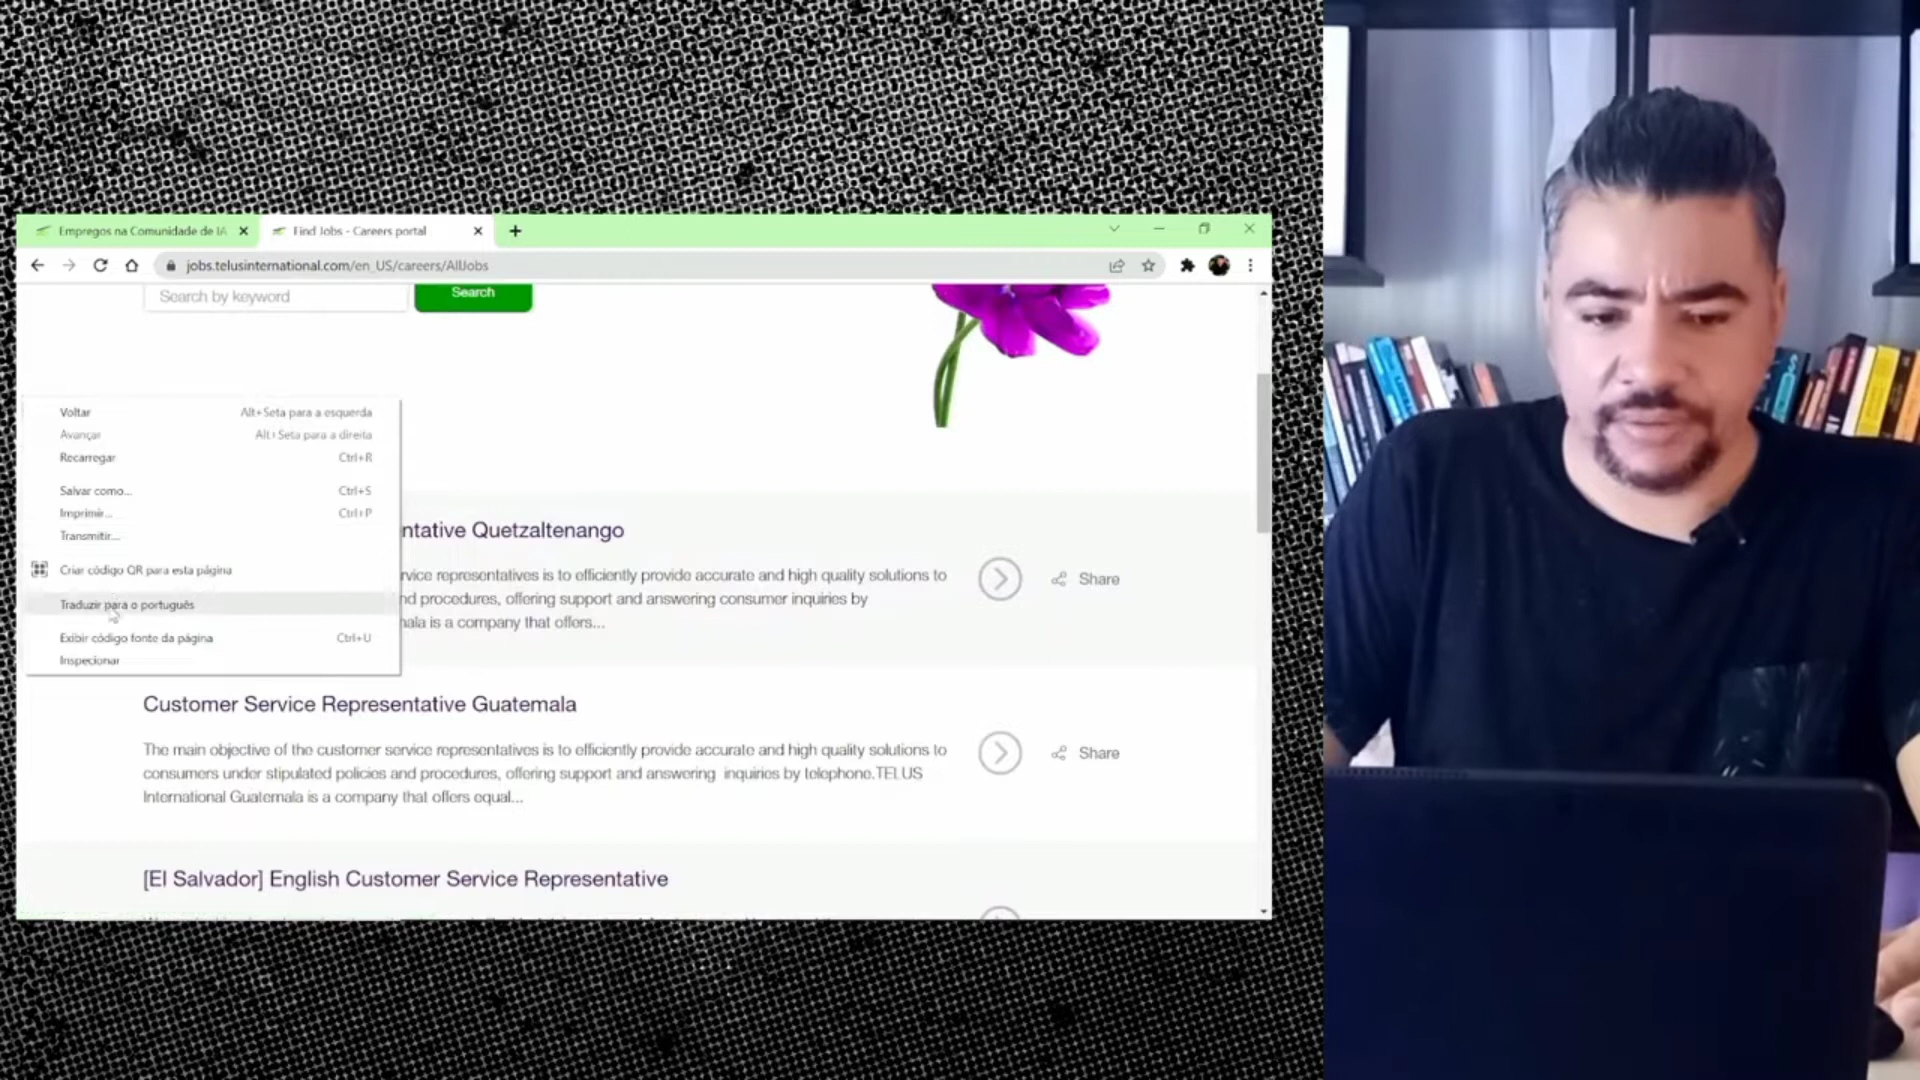 Empregos na Comunidade de IA
Find Jobs - Careers portal
jobs.telusinternational.com/en_US/careers/AllJobs
Search by keyword
Search
Voltar Alt+Seta para a esquerda
Avançar Alt+Seta para a direita
Recarregar Ctrl+R
Salvar como... Ctrl+S
Imprimir... Ctrl+P
Transmitir...
Criar código QR para esta página
Traduzir para o português
Exibir código fonte da página Ctrl+U
Inspecionar
ntative Quetzaltenango
rvice representatives is to efficiently provide accurate and high quality solutions to
nd procedures, offering support and answering consumer inquiries by
nala is a company that offers...
Share
Customer Service Representative Guatemala
The main objective of the customer service representatives is to efficiently provide accurate and high quality solutions to
consumers under stipulated policies and procedures, offering support and answering inquiries by telephone.TELUS
International Guatemala is a company that offers equal...
Share
[El Salvador] English Customer Service Representative